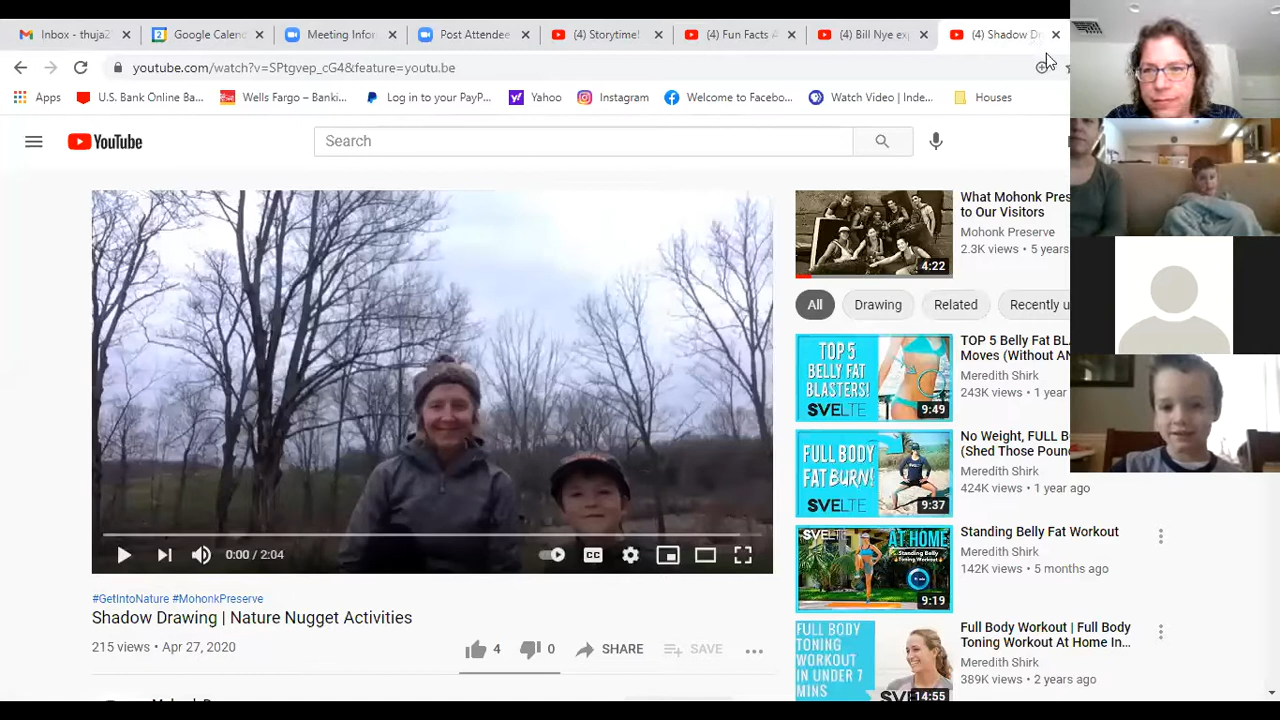 Inbox - thujaz
Google Calend
Meeting Info
Post Attendee
(4) Storytime!
(4) Fun Facts A
(4) Bill Nye exp
(4) Shadow Dr
youtube.com/watch?v=SPtgvep_cG4&feature=youtu.be
Apps
U.S. Bank Online Ba...
Wells Fargo – Banki...
Log in to your PayP...
Yahoo
Instagram
Welcome to Facebo...
Watch Video | Inde...
Houses
YouTube
Search
What Mohonk Pres
to Our Visitors
Mohonk Preserve
2.3K views • 5 years
4:22
All
Drawing
Related
Recently u
TOP 5
BELLY FAT
BLASTERS!
SVELTE
9:49
TOP 5 Belly Fat BL
Moves (Without AN
Meredith Shirk
243K views • 1 year
FULL BODY
FAT BURN!
SVELTE
9:37
No Weight, FULL B
(Shed Those Pound
Meredith Shirk
424K views • 1 year ago
SVELTE
AT HOME
Standing Belly
9:19
Standing Belly Fat Workout
Meredith Shirk
142K views • 5 months ago
FULL BODY
TONING
WORKOUT
IN UNDER 7
MINS
SVELTE
14:55
Full Body Workout | Full Body
Toning Workout At Home In...
Meredith Shirk
389K views • 2 years ago
0:00 / 2:04
CC
#GetIntoNature #MohonkPreserve
Shadow Drawing | Nature Nugget Activities
215 views • Apr 27, 2020
4
0
SHARE
SAVE